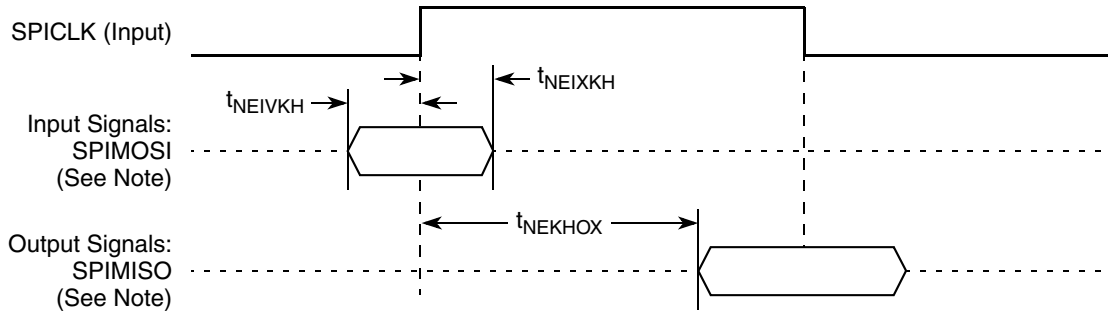 SPICLK (Input)
tNEIXKH
tNEIVKH
Input Signals:
SPIMOSI
(See Note)
tNEKHOX
Output Signals:
SPIMISO
(See Note)